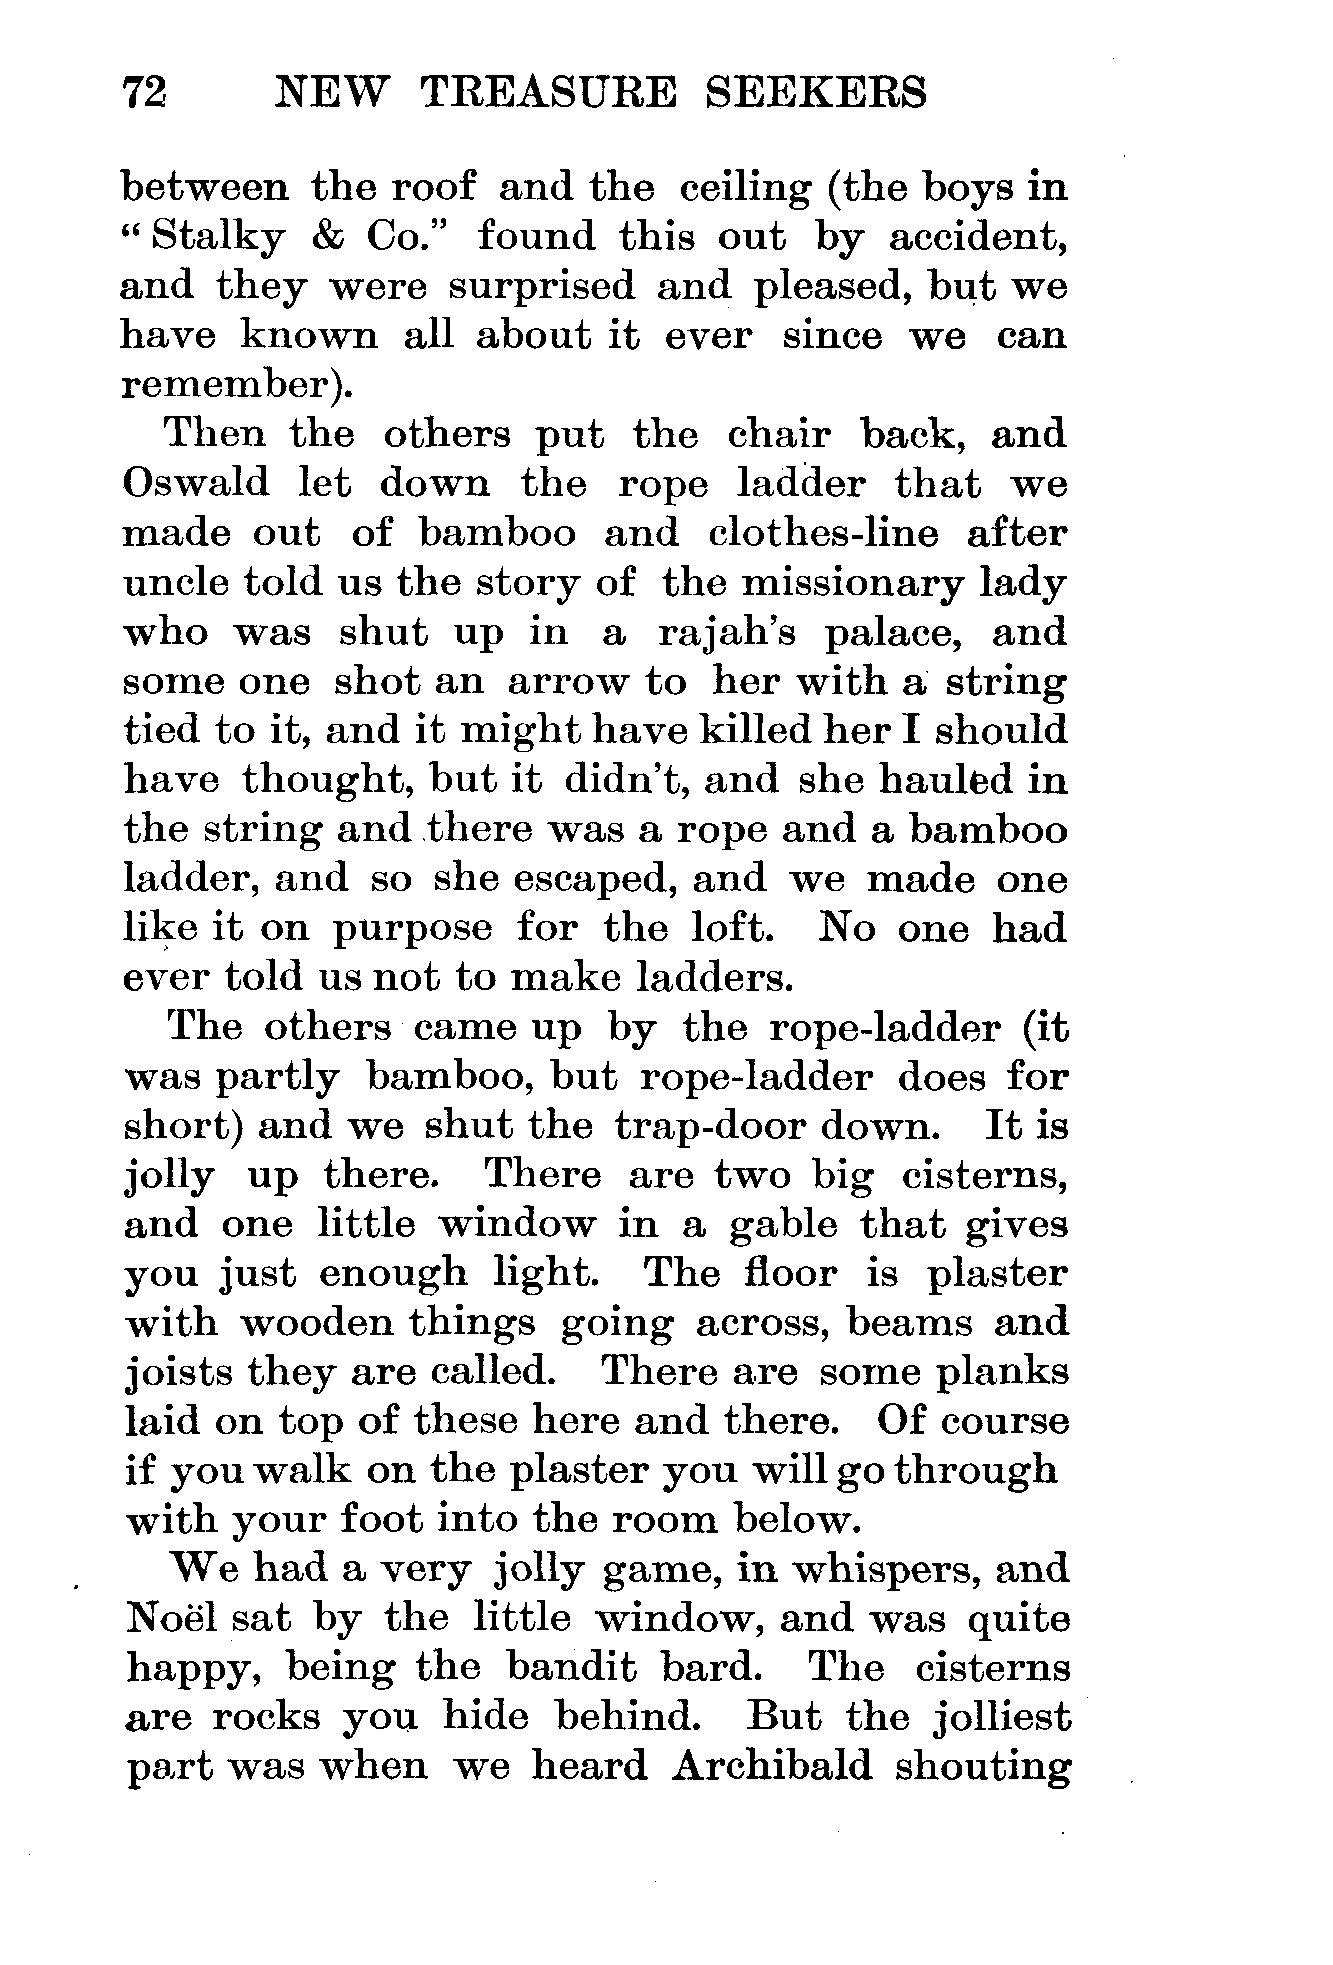 72 NEW TREASURE SEEKERS
between the roof and the ceiling (the boys in
“ Stalky & Co.” found this out by accident,
and they were surprised and pleased, but we
have known all about it ever since we can
remember).
Then the others put the chair back, and
Oswald let down the rope ladder that we
made out of bamboo and clothes-line after
uncle told us the story of the missionary lady
who was shut up in a rajah’s palace, and
some one shot an arrow to her with a string
tied to it, and it might have killed her I should
have thought, but it didn’t, and she hauled in
the string and there was a rope and a bamboo
ladder, and so she escaped, and we made one
like it on purpose for the loft. No one had
ever told us not to make ladders.
The others came up by the rope-ladder (it
was partly bamboo, but rope-ladder does for
short) and we shut the trap-door down. It is
jolly up there. There are two big cisterns,
and one little window in a gable that gives
you just enough light. The floor is plaster
with wooden things going across, beams and
joists they are called. There are some planks
laid on top of these here and there. Of course
if you walk on the plaster you will go through
with your foot into the room below.
We had a very jolly game, in whispers, and
Noël sat by the little window, and was quite
happy, being the bandit bard. The cisterns
are rocks you hide behind. But the jolliest
part was when we heard Archibald shouting